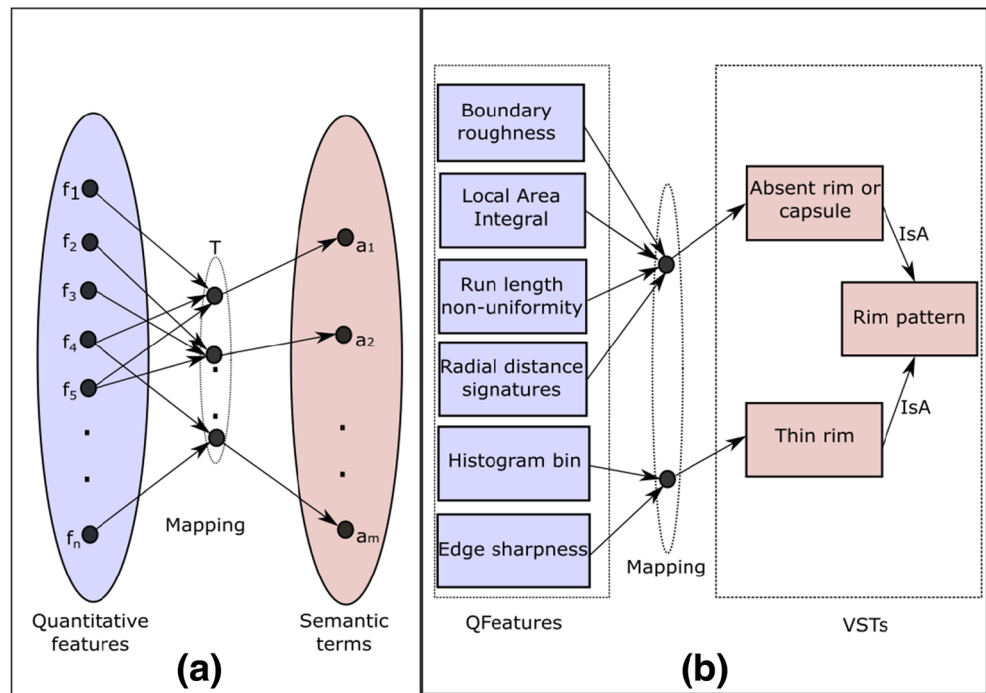 f1
f2
f3
f4
f5
fn
T
a1
a2
am
Mapping
Quantitative
features
Semantic
terms
(a)
Boundary
roughness
Local Area
Integral
Run length
non-uniformity
Radial distance
signatures
Histogram bin
Edge sharpness
QFeatures
Mapping
Absent rim or
capsule
IsA
Rim pattern
IsA
Thin rim
VSTs
(b)